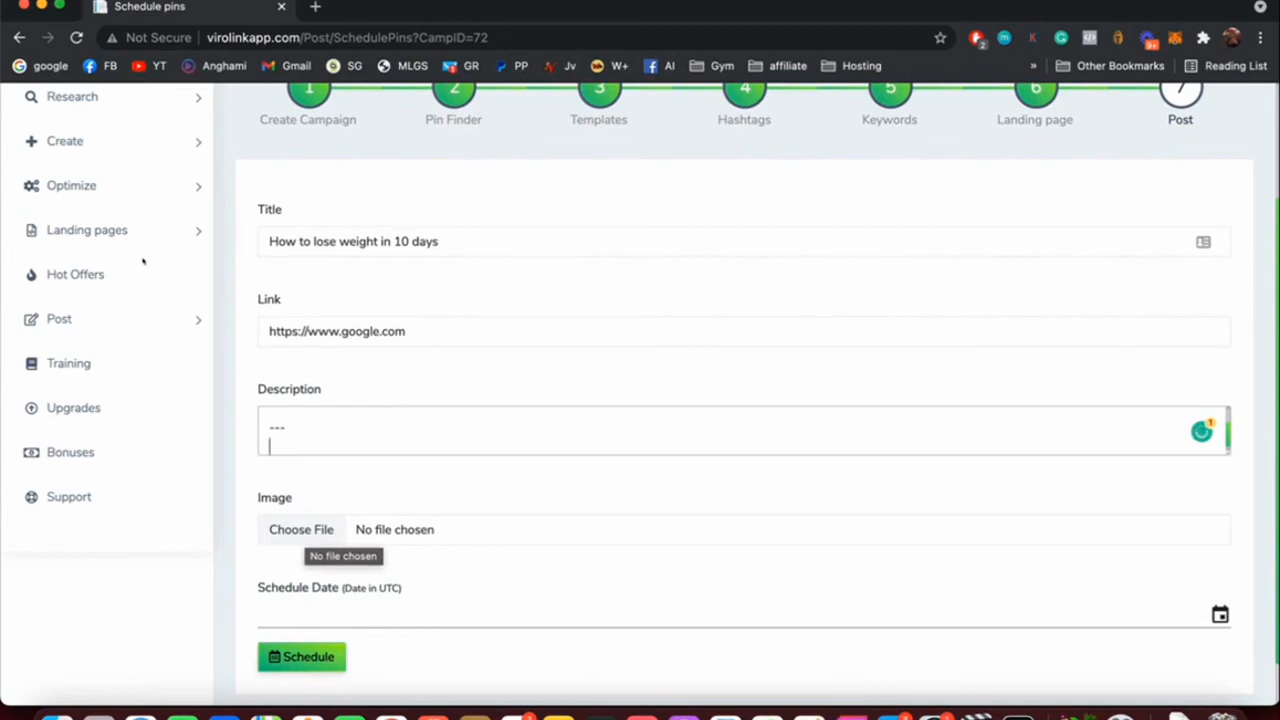 Schedule pins
Not Secure virolinkapp.com/Post/SchedulePins?CampID=72
google FB YT Anghami Gmail SG MLGS GR PP Jv W+ AI Gym affiliate Hosting » Other Bookmarks Reading List
1 2 3 4 5 6 7
Create Campaign Pin Finder Templates Hashtags Keywords Landing page Post
Research
Create
Optimize
Landing pages
Hot Offers
Post
Training
Upgrades
Bonuses
Support
Title
How to lose weight in 10 days
Link
https://www.google.com
Description
---
1
Image
Choose File No file chosen
No file chosen
Schedule Date (Date in UTC)
Schedule